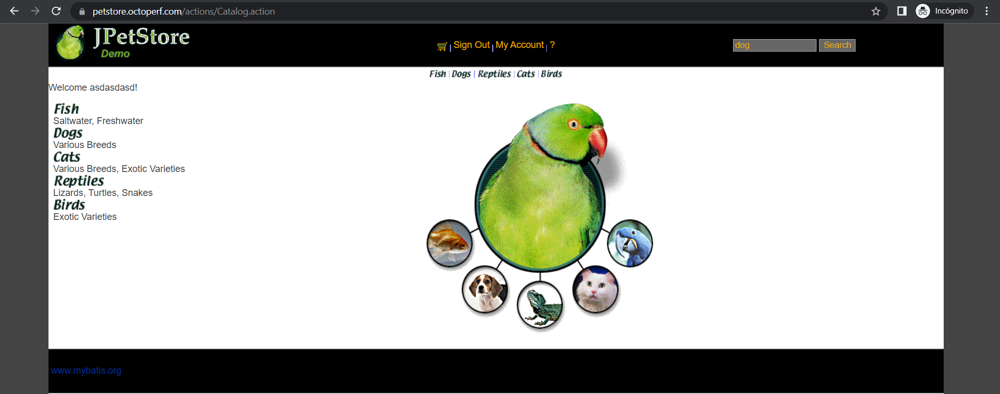 petstore.octoperf.com/actions/Catalog.action
Incógnito
JPetStore
Demo
Sign Out | My Account | ?
dog
Search
Fish | Dogs | Reptiles | Cats | Birds
Welcome asdasdasd!
Fish
Saltwater, Freshwater
Dogs
Various Breeds
Cats
Various Breeds, Exotic Varieties
Reptiles
Lizards, Turtles, Snakes
Birds
Exotic Varieties
www.mybatis.org